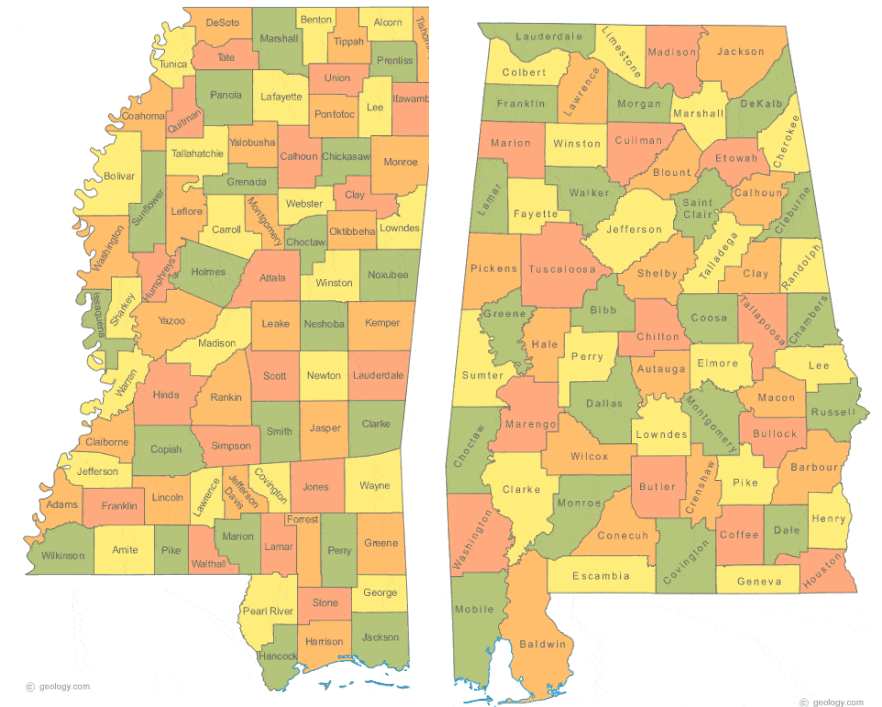 DeSoto
Benton
Alcorn
Marshall
Tippah
Tunica
Tate
Prentiss
Union
Panola
Lafayette
Lee
Itawamb
Coahoma
Quitman
Pontotoc
Yalobusha
Tallahatchie
Calhoun
Chickasaw
Monroe
Bolivar
Grenada
Sunflower
Leflore
Montgomery
Webster
Clay
Washington
Carroll
Choctaw
Oktibbeha
Lowndes
Humphreys
Holmes
Attala
Winston
Noxubee
Issaquena
Sharkey
Yazoo
Leake
Neshoba
Kemper
Madison
Warren
Hinds
Rankin
Scott
Newton
Lauderdale
Claiborne
Copiah
Simpson
Smith
Jasper
Clarke
Jefferson
Adams
Franklin
Lincoln
Lawrence
Jefferson
Davis
Covington
Jones
Wayne
Wilkinson
Amite
Pike
Walthall
Marion
Lamar
Forrest
Perry
Greene
Pearl River
Stone
George
Hancock
Harrison
Jackson
© geology.com
Lauderdale
Limestone
Madison
Jackson
Colbert
Lawrence
Franklin
Morgan
Marshall
DeKalb
Marion
Winston
Cullman
Cherokee
Blount
Etowah
Lamar
Fayette
Walker
Saint
Clair
Calhoun
Cleburne
Jefferson
Talladega
Pickens
Tuscaloosa
Shelby
Clay
Randolph
Greene
Bibb
Coosa
Tallapoosa
Chambers
Hale
Chilton
Perry
Sumter
Autauga
Elmore
Lee
Dallas
Macon
Marengo
Montgomery
Russell
Choctaw
Lowndes
Bullock
Wilcox
Barbour
Clarke
Butler
Crenshaw
Pike
Monroe
Washington
Conecuh
Covington
Coffee
Dale
Henry
Escambia
Geneva
Houston
Mobile
Baldwin
© geology.com